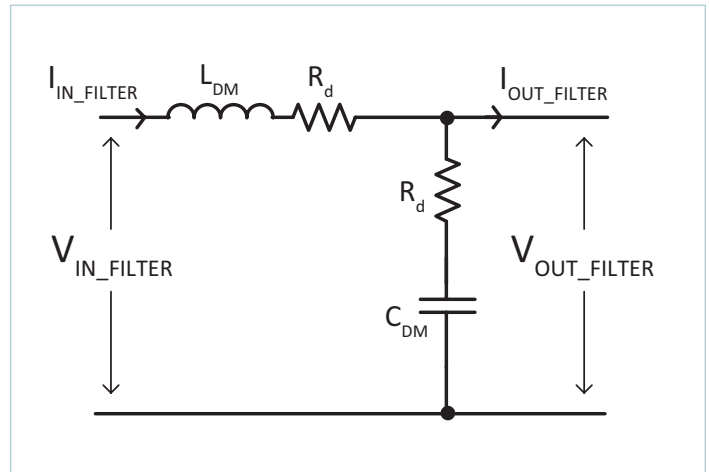 I_IN_FILTER
L_DM
R_d
I_OUT_FILTER
R_d
V_IN_FILTER
V_OUT_FILTER
C_DM